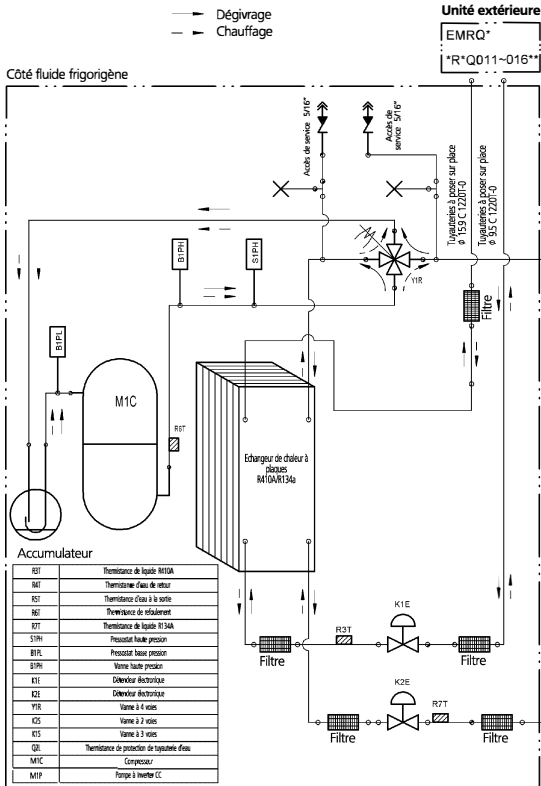 Dégivrage
Chauffage
Unité extérieure
EMRQ*
*R*Q011~016**
Côté fluide frigorigène
Accès de service 5/16"
Accès de
service 5/16"
Tuyauteries à poser sur place
ϕ 15.9 C 1220T-0
Tuyauteries à poser sur place
ϕ 9.5 C 1220T-0
B1PH
S1PH
Y1R
Filtre
B1PL
M1C
R6T
Echangeur de chaleur à
plaques
R410A/R134a
Accumulateur
R3T Thermistance de liquide R410A
R4T Thermistance d'eau de retour
R5T Thermistance d'eau à la sortie
R6T Thermistance de refoulement
R7T Thermistance de liquide R134A
S1PH Pressostat haute pression
B1PL Pressostat basse pression
B1PH Vanne haute pression
K1E Détendeur électronique
K2E Détendeur électronique
Y1R Vanne à 4 voies
K2S Vanne à 2 voies
K1S Vanne à 3 voies
Q2L Thermistance de protection de tuyauterie d'eau
M1C Compresseur
M1P Pompe à Inverter CC
K1E
R3T
Filtre
Filtre
K2E
R7T
Filtre
Filtre